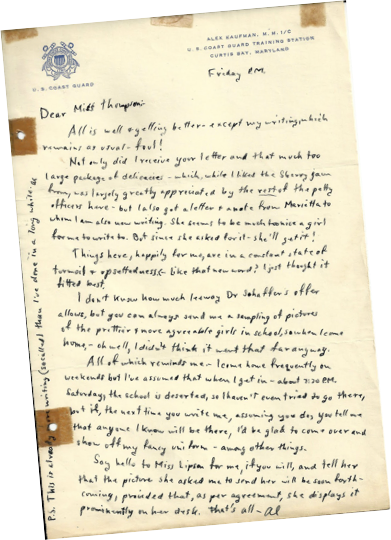 U. S. COAST GUARD
ALEX KAUFMAN, M. M. 1/C
U. S. COAST GUARD TRAINING STATION
CURTIS BAY, MARYLAND
Friday P.M.
Dear Miss Thompson-
All is well & getting better - except my writing, which
remains as usual - foul!
Not only did I receive your letter and that much too
large package of delicacies - which, while I liked the Sherry jam
from, was largely greatly appreciated by the rest of the petty
officers here - but I also got a letter & note from Marietta to
whom I am also now writing. She seems to be much too nice a girl
for me to write to. But since she asked for it - she'll get it!
Things here, happily for me, are in a constant state of
turmoil & upsettedness (- Like that new word? I just thought it
fitted best.
I don't know how much leeway Dr Schaffer's offer
allows, but you can always send me a sampling of pictures
of the prettier & more agreeable girls in school, so when I come
home, - oh well, I didn't think it went that far anyway.
All of which reminds me - I come home frequently on
weekends but I've assumed that when I get in - about 2:30 P.M.
Saturdays the school is deserted, so I haven't even tried to go there,
but if, the next time you write me, assuming you do, you tell me
that anyone I know will be there, I'd be glad to come over and
show off my fancy uniform - among other things.
Say hello to Miss Lipson for me, if you will, and tell her
that the picture she asked me to send her will be soon forth-
coming, provided that, as per agreement, she displays it
prominently on her desk. that's all - Al
P.s. This is already more writing (so called) than I've done in a long while.